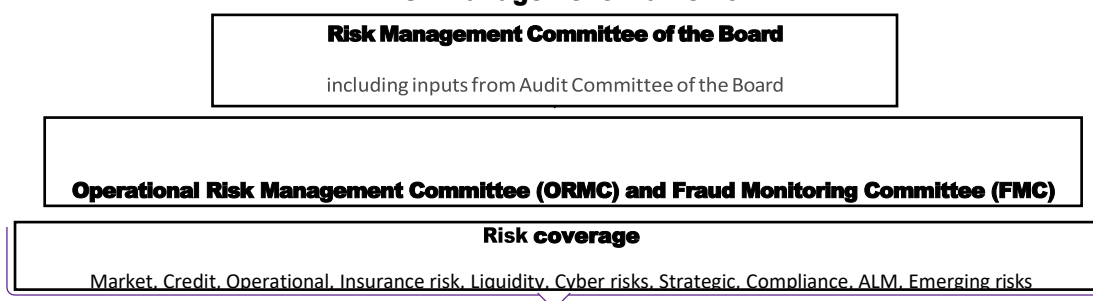 Risk Management Committee of the Board
including inputs from Audit Committee of the Board
Operational Risk Management Committee (ORMC) and Fraud Monitoring Committee (FMC)
Risk coverage
Market, Credit, Operational, Insurance risk, Liquidity, Cyber risks, Strategic, Compliance, ALM, Emerging risks